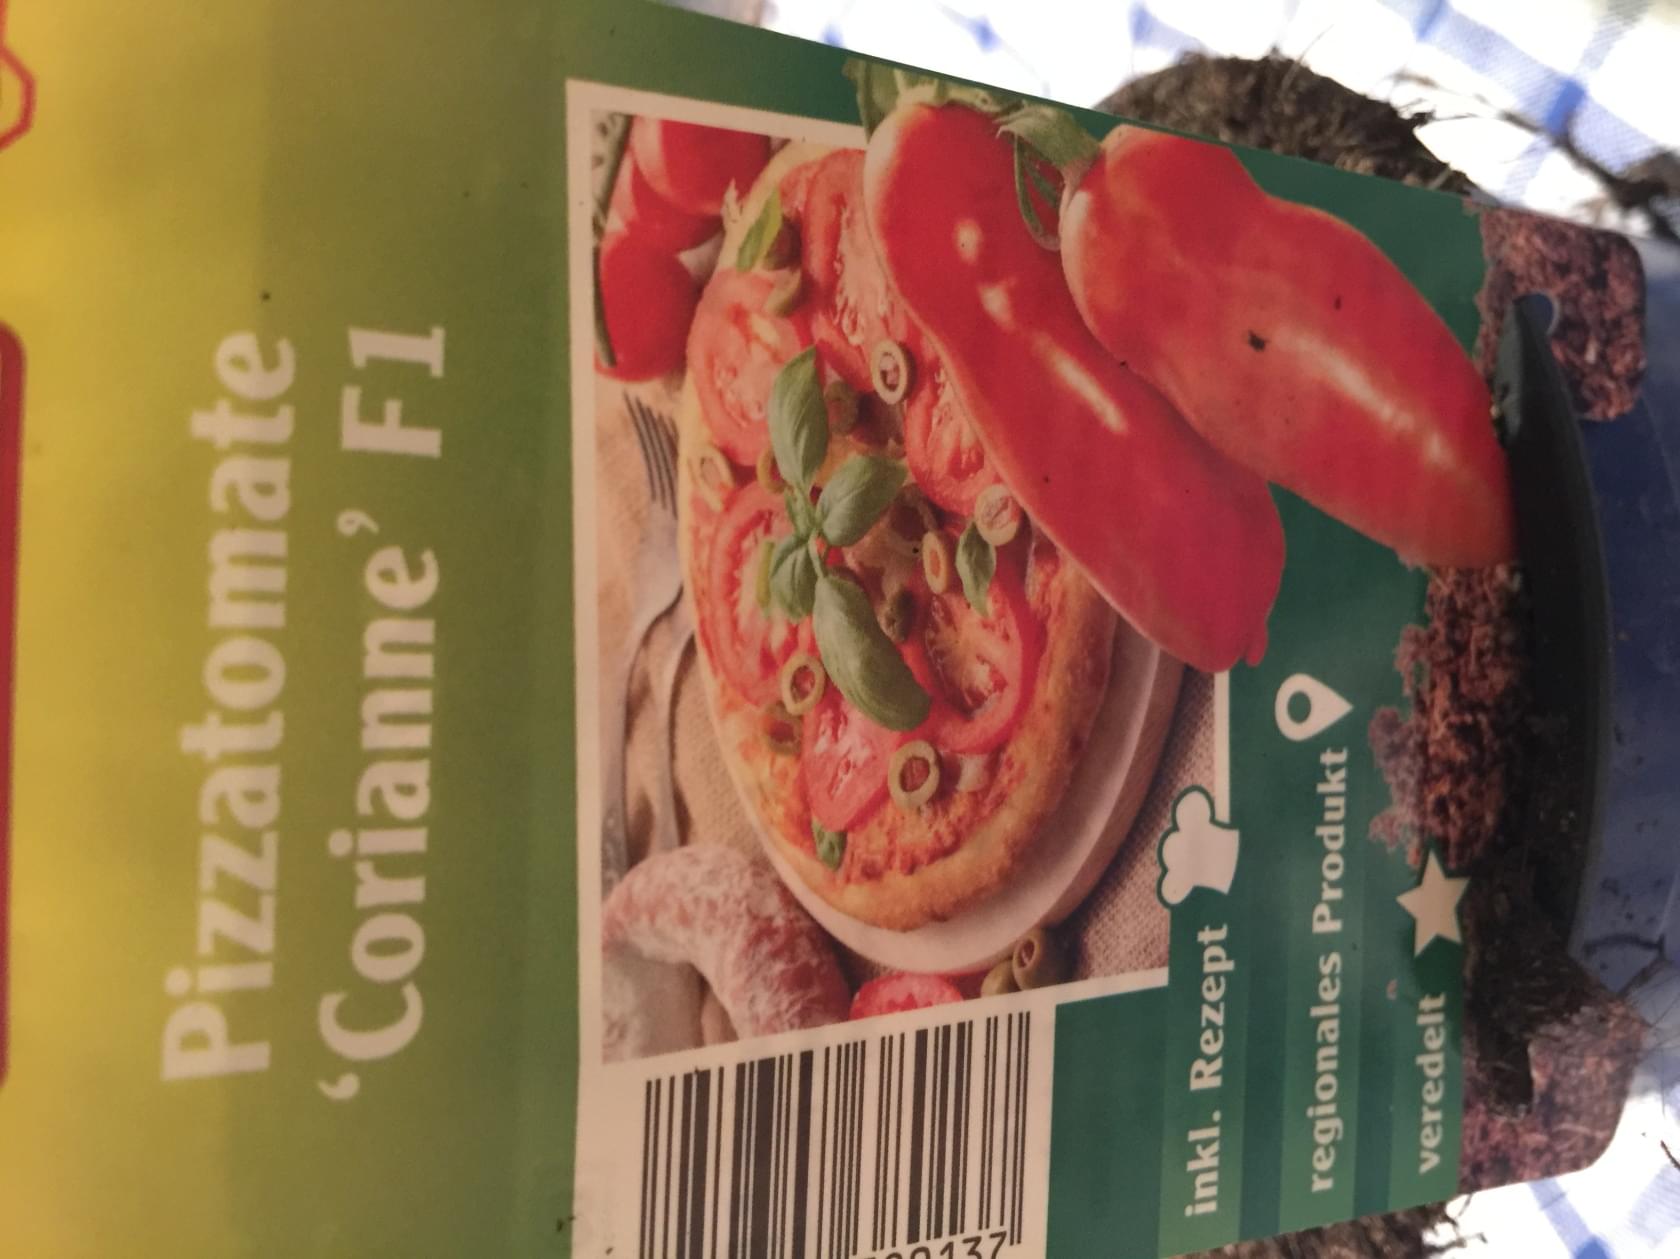 Pizzatomate
‘Corianne’ F1
inkl. Rezept
regionales Produkt
veredelt